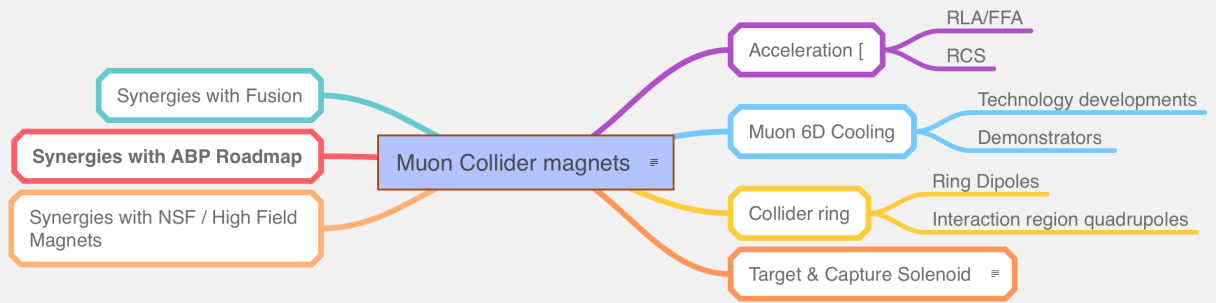 Synergies with Fusion
Synergies with ABP Roadmap
Synergies with NSF / High Field
Magnets
Muon Collider magnets
Acceleration [
RLA/FFA
RCS
Muon 6D Cooling
Technology developments
Demonstrators
Collider ring
Ring Dipoles
Interaction region quadrupoles
Target & Capture Solenoid